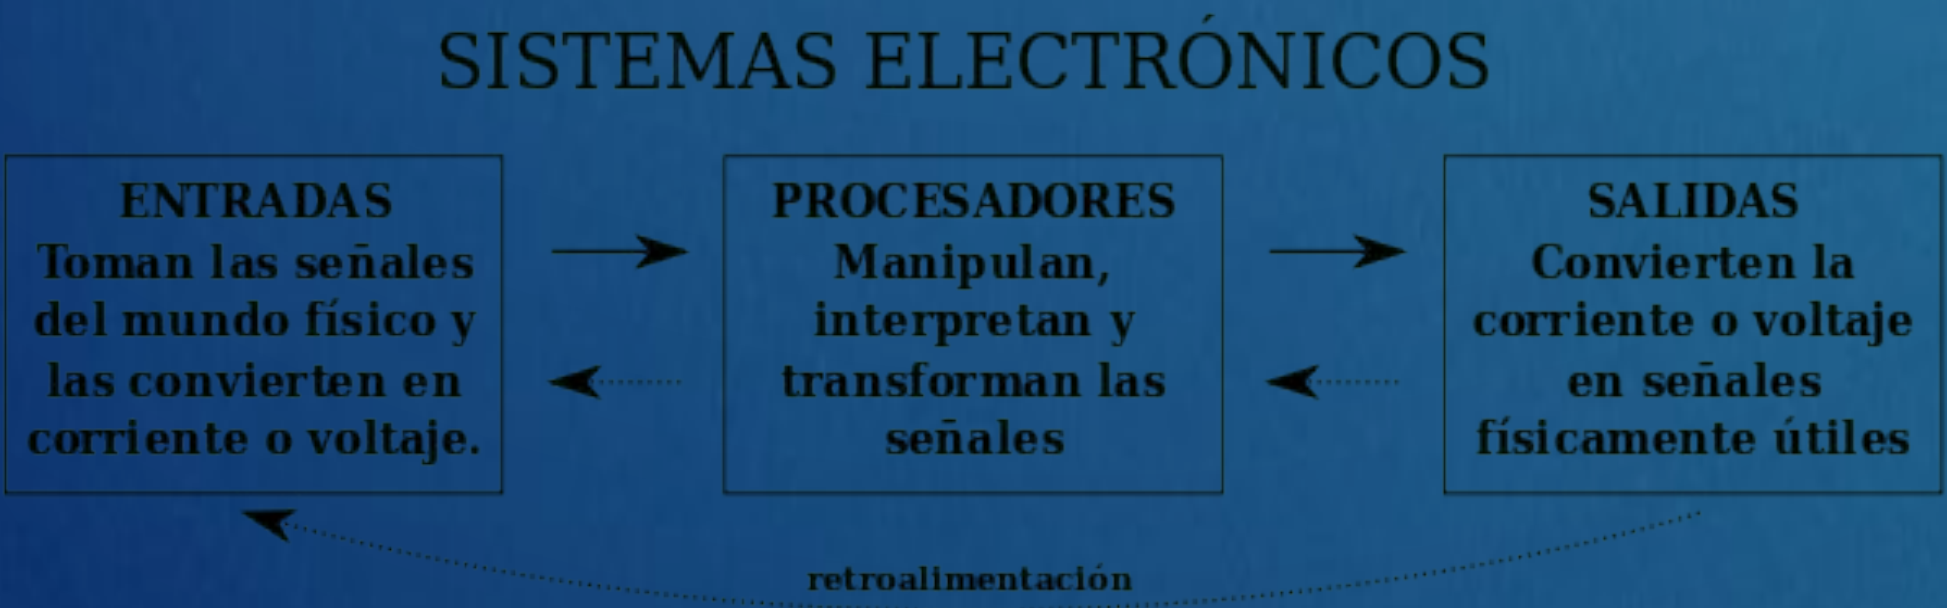 SISTEMAS ELECTRÓNICOS
ENTRADAS
Toman las señales
del mundo físico y
las convierten en
corriente o voltaje.
PROCESADORES
Manipulan,
interpretan y
transforman las
señales
SALIDAS
Convierten la
corriente o voltaje
en señales
físicamente útiles
retroalimentación